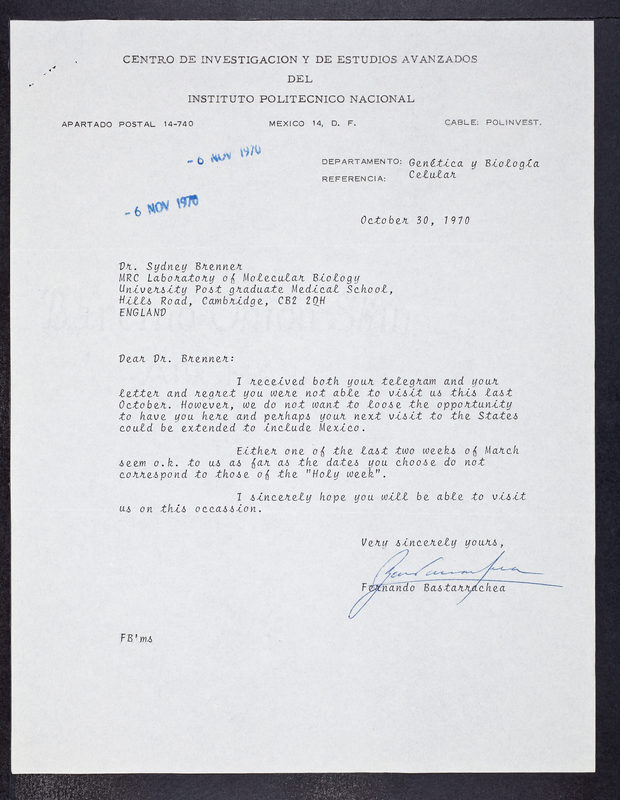 CENTRO DE INVESTIGACION Y DE ESTUDIOS AVANZADOS
DEL
INSTITUTO POLITECNICO NACIONAL
APARTADO POSTAL 14-740 MEXICO 14, D. F. CABLE: POLINVEST.
- 6 NOV 1970
DEPARTAMENTO: Genética y Biología
REFERENCIA: Celular
- 6 NOV 1970
October 30, 1970
Dr. Sydney Brenner
MRC Laboratory of Molecular Biology
University Post graduate Medical School,
Hills Road, Cambridge, CB2 2QH
ENGLAND
Dear Dr. Brenner:
I received both your telegram and your
letter and regret you were not able to visit us this last
October. However, we do not want to loose the opportunity
to have you here and perhaps your next visit to the States
could be extended to include Mexico.
Either one of the last two weeks of March
seem o.k. to us as far as the dates you choose do not
correspond to those of the "Holy week".
I sincerely hope you will be able to visit
us on this occassion.
Very sincerely yours,
Fernando Bastarrachea
FB'ms